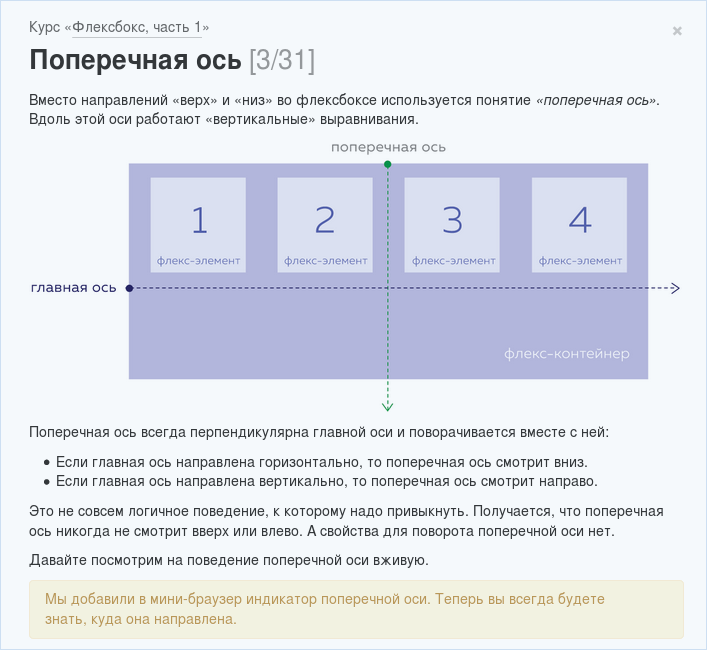 Курс «Флексбокс, часть 1»
×
Поперечная ось [3/31]
Вместо направлений «верх» и «низ» во флексбоксе используется понятие «поперечная ось».
Вдоль этой оси работают «вертикальные» выравнивания.
поперечная ось
1 2 3 4
флекс-элемент флекс-элемент флекс-элемент флекс-элемент
главная ось
флекс-контейнер
Поперечная ось всегда перпендикулярна главной оси и поворачивается вместе с ней:
• Если главная ось направлена горизонтально, то поперечная ось смотрит вниз.
• Если главная ось направлена вертикально, то поперечная ось смотрит направо.
Это не совсем логичное поведение, к которому надо привыкнуть. Получается, что поперечная
ось никогда не смотрит вверх или влево. А свойства для поворота поперечной оси нет.
Давайте посмотрим на поведение поперечной оси вживую.
Мы добавили в мини-браузер индикатор поперечной оси. Теперь вы всегда будете
знать, куда она направлена.